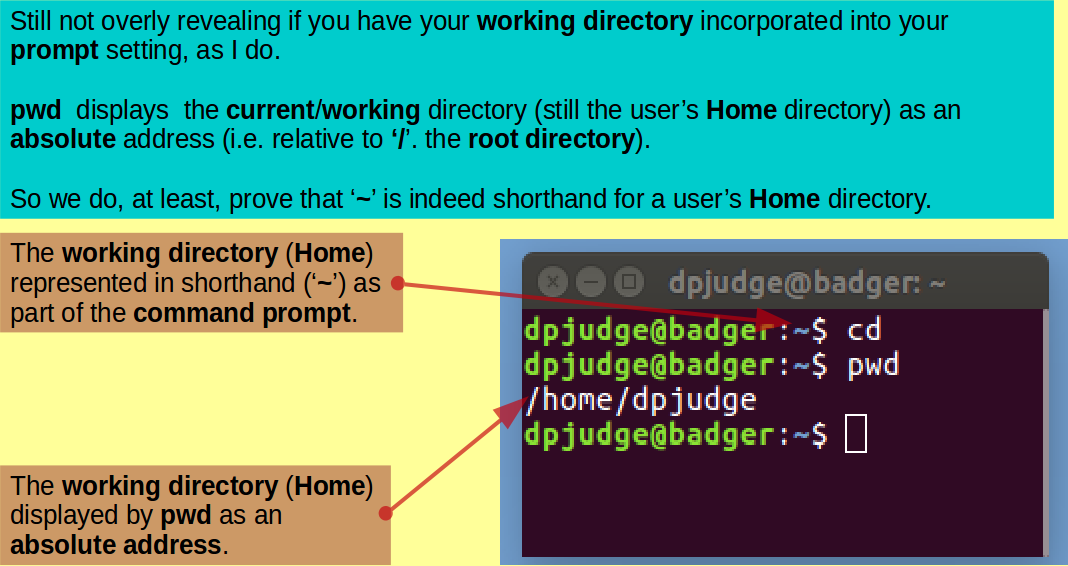 Still not overly revealing if you have your working directory incorporated into your
prompt setting, as I do.
pwd  displays  the current/working directory (still the user’s Home directory) as an
absolute address (i.e. relative to ‘/’. the root directory).
So we do, at least, prove that ‘~’ is indeed shorthand for a user’s Home directory.
The working directory (Home)
represented in shorthand (‘~’) as
part of the command prompt.
dpjudge@badger: ~
dpjudge@badger:~$ cd
dpjudge@badger:~$ pwd
/home/dpjudge
dpjudge@badger:~$
The working directory (Home)
displayed by pwd as an
absolute address.